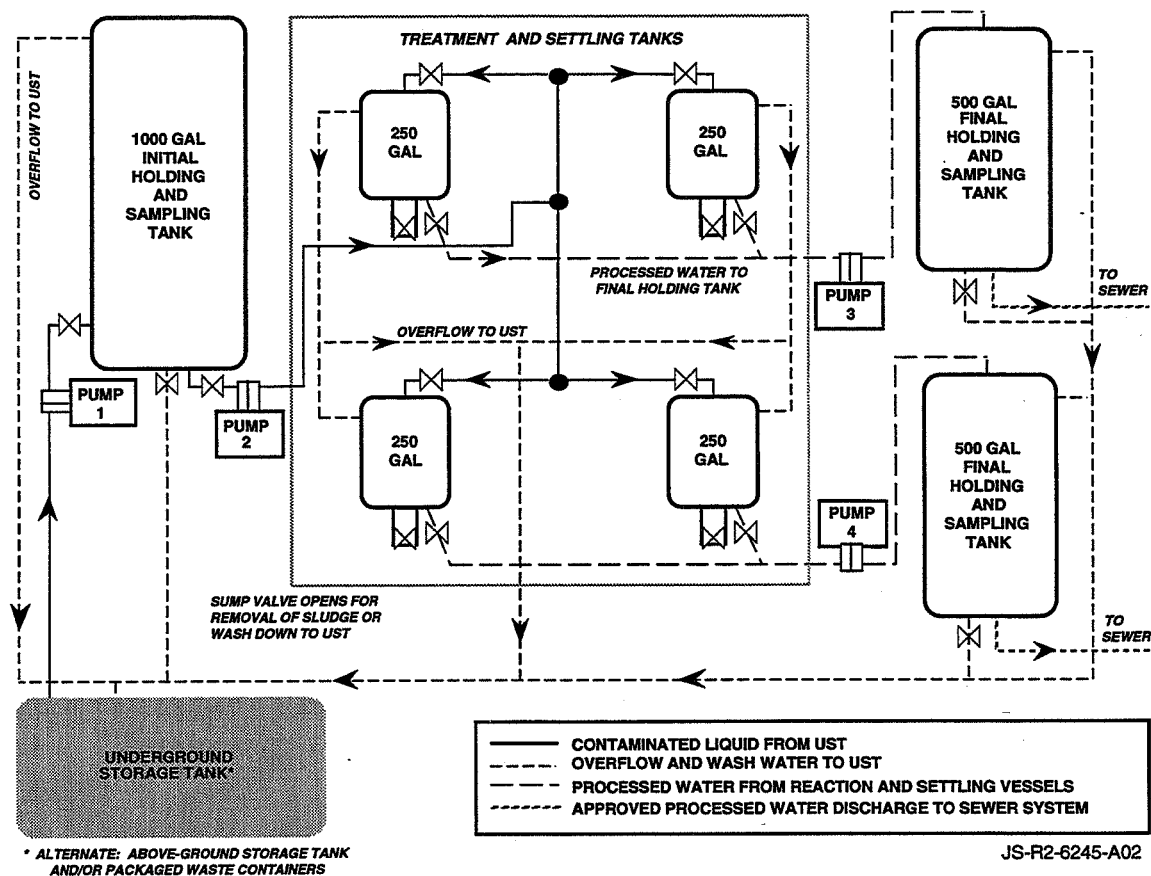 TREATMENT AND SETTLING TANKS
OVERFLOW TO UST
1000 GAL
INITIAL
HOLDING
AND
SAMPLING
TANK
250
GAL
250
GAL
500 GAL
FINAL
HOLDING
AND
SAMPLING
TANK
PROCESSED WATER TO
FINAL HOLDING TANK
PUMP
3
TO
SEWER
OVERFLOW TO UST
PUMP
1
PUMP
2
250
GAL
250
GAL
PUMP
4
500 GAL
FINAL
HOLDING
AND
SAMPLING
TANK
TO
SEWER
SUMP VALVE OPENS FOR
REMOVAL OF SLUDGE OR
WASH DOWN TO UST
UNDERGROUND
STORAGE TANK*
CONTAMINATED LIQUID FROM UST
OVERFLOW AND WASH WATER TO UST
PROCESSED WATER FROM REACTION AND SETTLING VESSELS
APPROVED PROCESSED WATER DISCHARGE TO SEWER SYSTEM
* ALTERNATE: ABOVE-GROUND STORAGE TANK
AND/OR PACKAGED WASTE CONTAINERS
JS-R2-6245-A02